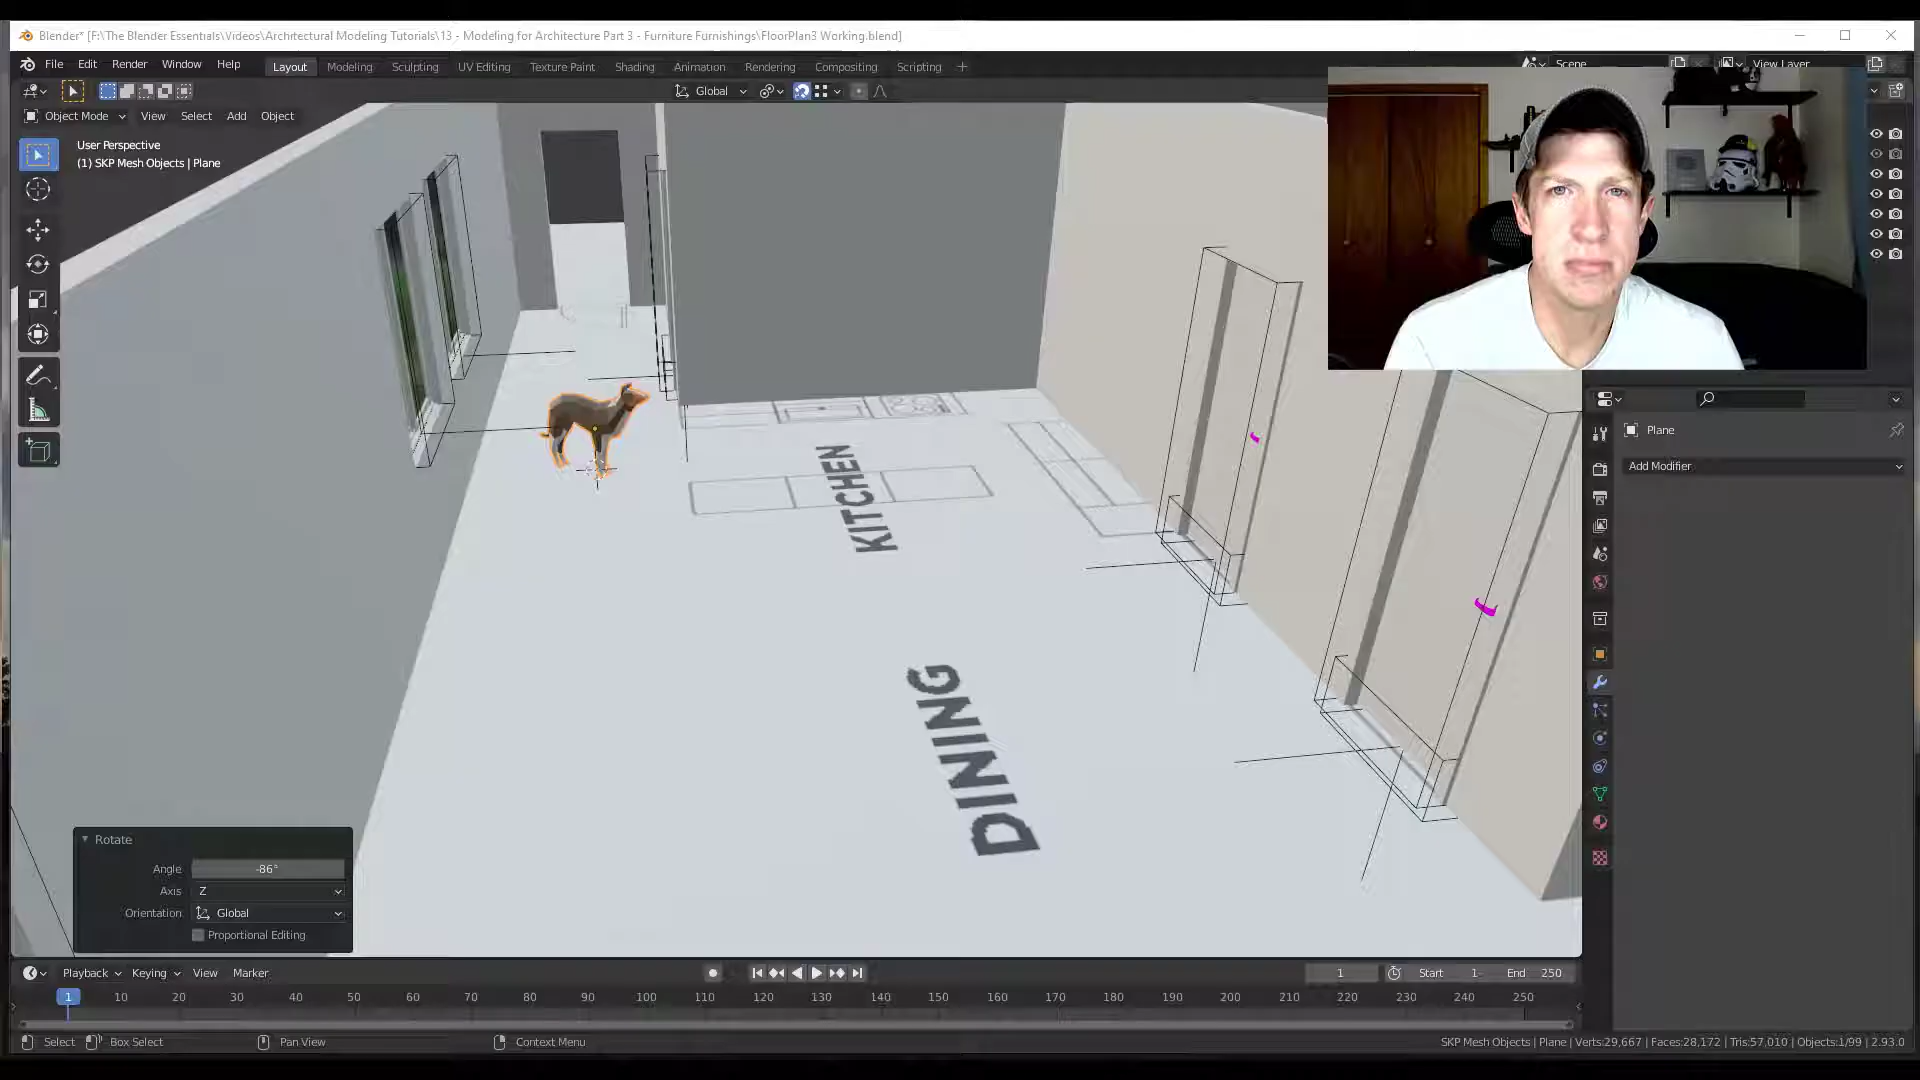 Blender* [F:\The Blender Essentials\Videos\Architectural Modeling Tutorials\13 - Modeling for Architecture Part 3 - Furniture Furnishings\FloorPlan3 Working.blend]
File Edit Render Window Help Layout Modeling Sculpting UV Editing Texture Paint Shading Animation Rendering Compositing Scripting Scene View Layer
Global
Object Mode View Select Add Object
User Perspective
(1) SKP Mesh Objects | Plane
Plane
Add Modifier
KITCHEN
DINING
Rotate
Angle -86°
Axis Z
Orientation Global
Proportional Editing
Playback Keying View Marker 1 Start 1 End 250
1 10 20 30 40 50 60 70 80 90 100 110 120 130 140 150 160 170 180 190 200 210 220 230 240 250
Select Box Select Pan View Context Menu SKP Mesh Objects | Plane | Verts:29,667 | Faces:28,172 | Tris:57,010 | Objects:1/99 | 2.93.0